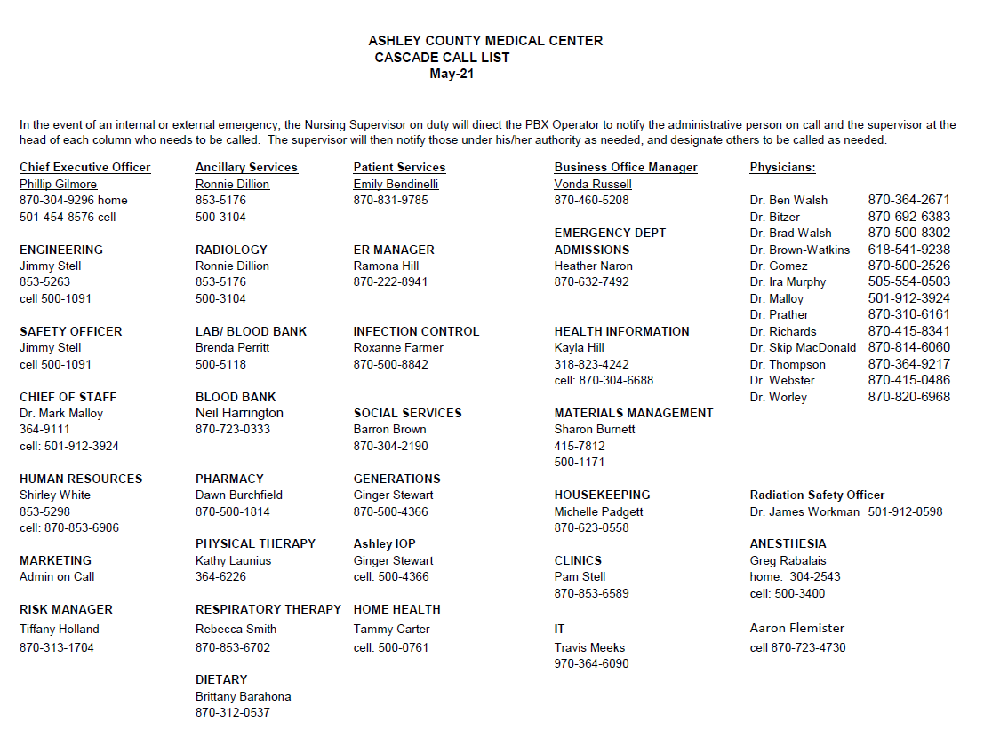 ASHLEY COUNTY MEDICAL CENTER
CASCADE CALL LIST
May-21
In the event of an internal or external emergency, the Nursing Supervisor on duty will direct the PBX Operator to notify the administrative person on call and the supervisor at the
head of each column who needs to be called.  The supervisor will then notify those under his/her authority as needed, and designate others to be called as needed.
Chief Executive Officer
Phillip Gilmore
870-304-9296 home
501-454-8576 cell
ENGINEERING
Jimmy Stell
853-5263
cell 500-1091
SAFETY OFFICER
Jimmy Stell
cell 500-1091
CHIEF OF STAFF
Dr. Mark Malloy
364-9111
cell: 501-912-3924
HUMAN RESOURCES
Shirley White
853-5298
cell: 870-853-6906
MARKETING
Admin on Call
RISK MANAGER
Tiffany Holland
870-313-1704
Ancillary Services
Ronnie Dillion
853-5176
500-3104
RADIOLOGY
Ronnie Dillion
853-5176
500-3104
LAB/ BLOOD BANK
Brenda Perritt
500-5118
BLOOD BANK
Neil Harrington
870-723-0333
PHARMACY
Dawn Burchfield
870-500-1814
PHYSICAL THERAPY
Kathy Launius
364-6226
RESPIRATORY THERAPY
Rebecca Smith
870-853-6702
DIETARY
Brittany Barahona
870-312-0537
Patient Services
Emily Bendinelli
870-831-9785
ER MANAGER
Ramona Hill
870-222-8941
INFECTION CONTROL
Roxanne Farmer
870-500-8842
SOCIAL SERVICES
Barron Brown
870-304-2190
GENERATIONS
Ginger Stewart
870-500-4366
Ashley IOP
Ginger Stewart
cell: 500-4366
HOME HEALTH
Tammy Carter
cell: 500-0761
Business Office Manager
Vonda Russell
870-460-5208
EMERGENCY DEPT
ADMISSIONS
Heather Naron
870-632-7492
HEALTH INFORMATION
Kayla Hill
318-823-4242
cell: 870-304-6688
MATERIALS MANAGEMENT
Sharon Burnett
415-7812
500-1171
HOUSEKEEPING
Michelle Padgett
870-623-0558
CLINICS
Pam Stell
870-853-6589
IT
Travis Meeks
970-364-6090
Physicians:
Dr. Ben Walsh 870-364-2671
Dr. Bitzer 870-692-6383
Dr. Brad Walsh 870-500-8302
Dr. Brown-Watkins 618-541-9238
Dr. Gomez 870-500-2526
Dr. Ira Murphy 505-554-0503
Dr. Malloy 501-912-3924
Dr. Prather 870-310-6161
Dr. Richards 870-415-8341
Dr. Skip MacDonald 870-814-6060
Dr. Thompson 870-364-9217
Dr. Webster 870-415-0486
Dr. Worley 870-820-6968
Radiation Safety Officer
Dr. James Workman 501-912-0598
ANESTHESIA
Greg Rabalais
home:  304-2543
cell: 500-3400
Aaron Flemister
cell 870-723-4730